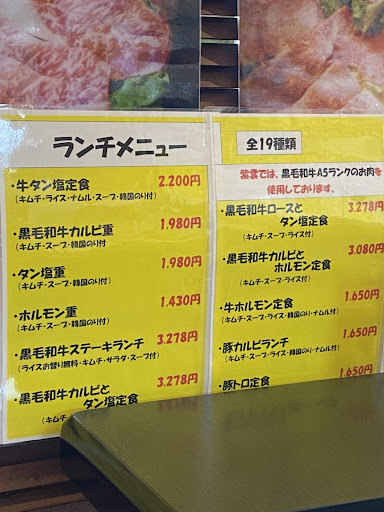 ランチメニュー
・牛タン塩定食 2.200円
（キムチ・ライス・ナムル・スープ・韓国のり付）
・黒毛和牛カルビ重 1.980円
（キムチ・スープ・韓国のり付
・タン塩重 1.980円
（キムチ・スープ・韓国のり付）
・ホルモン重 1.430円
（キムチ・スープ・韓国のり付）
・黒毛和牛ステーキランチ 3.278円
（ライスお替り無料・キムチ・サラダ・スープ付）
・黒毛和牛カルビと
タン塩定食 3.278円
（キムチ・
全19種類
紫雲では、黒毛和牛A5ランクのお肉を
使用しております。
・黒毛和牛ロースと 3.278円
タン塩定食
（キムチ・スープ・ライス付）
・黒毛和牛カルビと 3.080円
ホルモン定食
（キムチ・スープ・ライス付）
・牛ホルモン定食 1.650円
（キムチ・スープ・ライス・韓国のり・ナムル付）
・豚カルビランチ 1.650円
（キムチ・スープ・ライス・韓国のり・ナムル付）
・豚トロ定食 1.650円